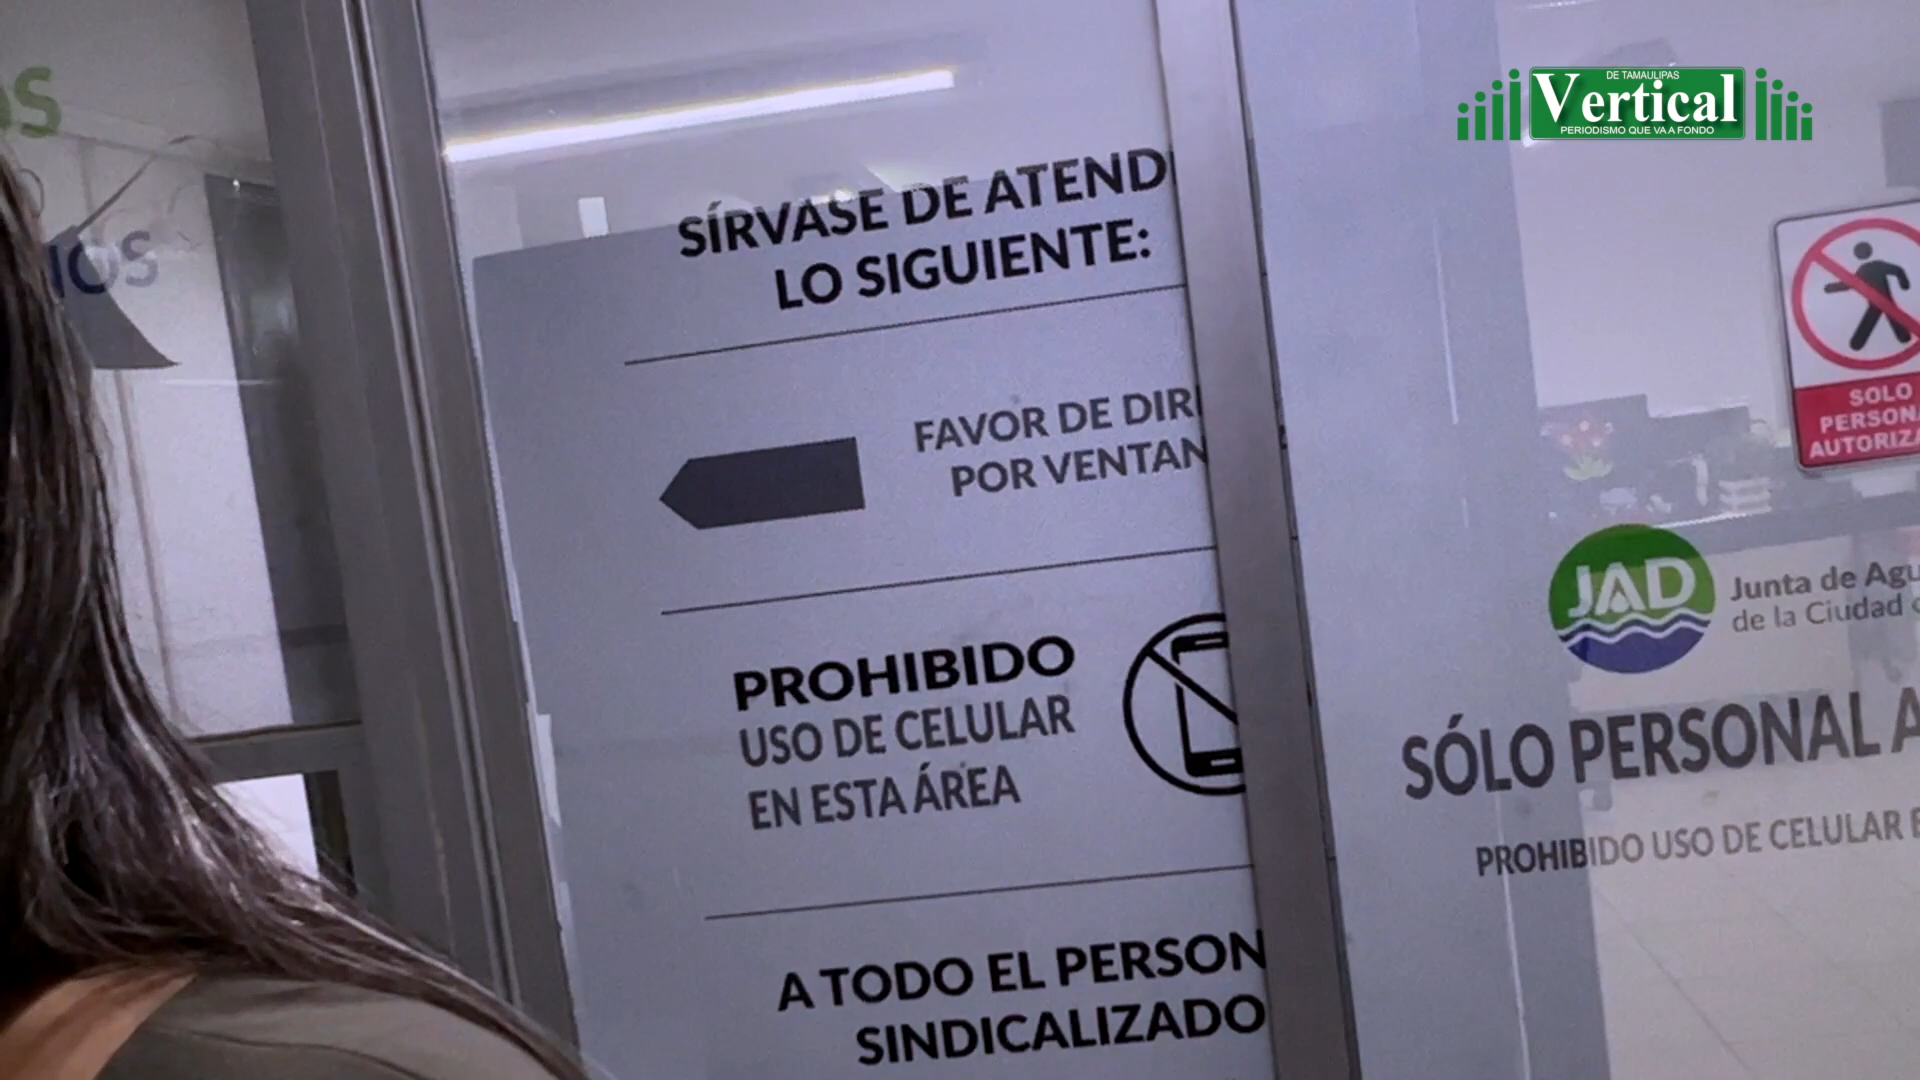 DE TAMAULIPAS
Vertical
PERIODISMO QUE VA A FONDO
OS
IOS
SÍRVASE DE ATEND
LO SIGUIENTE:
FAVOR DE DIR
POR VENTAN
PROHIBIDO
USO DE CELULAR
EN ESTA ÁREA
A TODO EL PERSON
SINDICALIZADO
SOLO
PERSONA
AUTORIZA
JAD
Junta de Agu
de la Ciudad
SÓLO PERSONAL A
PROHIBIDO USO DE CELULAR E